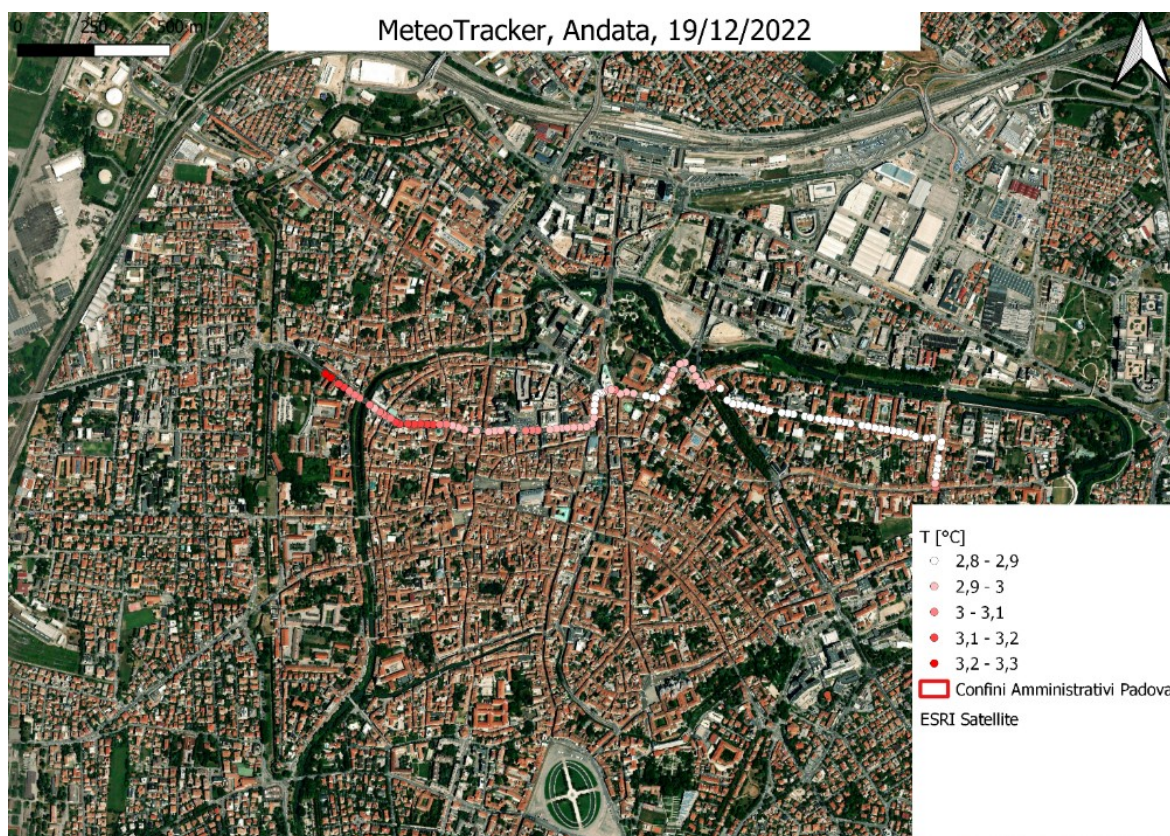 MeteoTracker, Andata, 19/12/2022
0 250 500 m
T [°C]
2,8 - 2,9
2,9 - 3
3 - 3,1
3,1 - 3,2
3,2 - 3,3
Confini Amministrativi Padova
ESRI Satellite